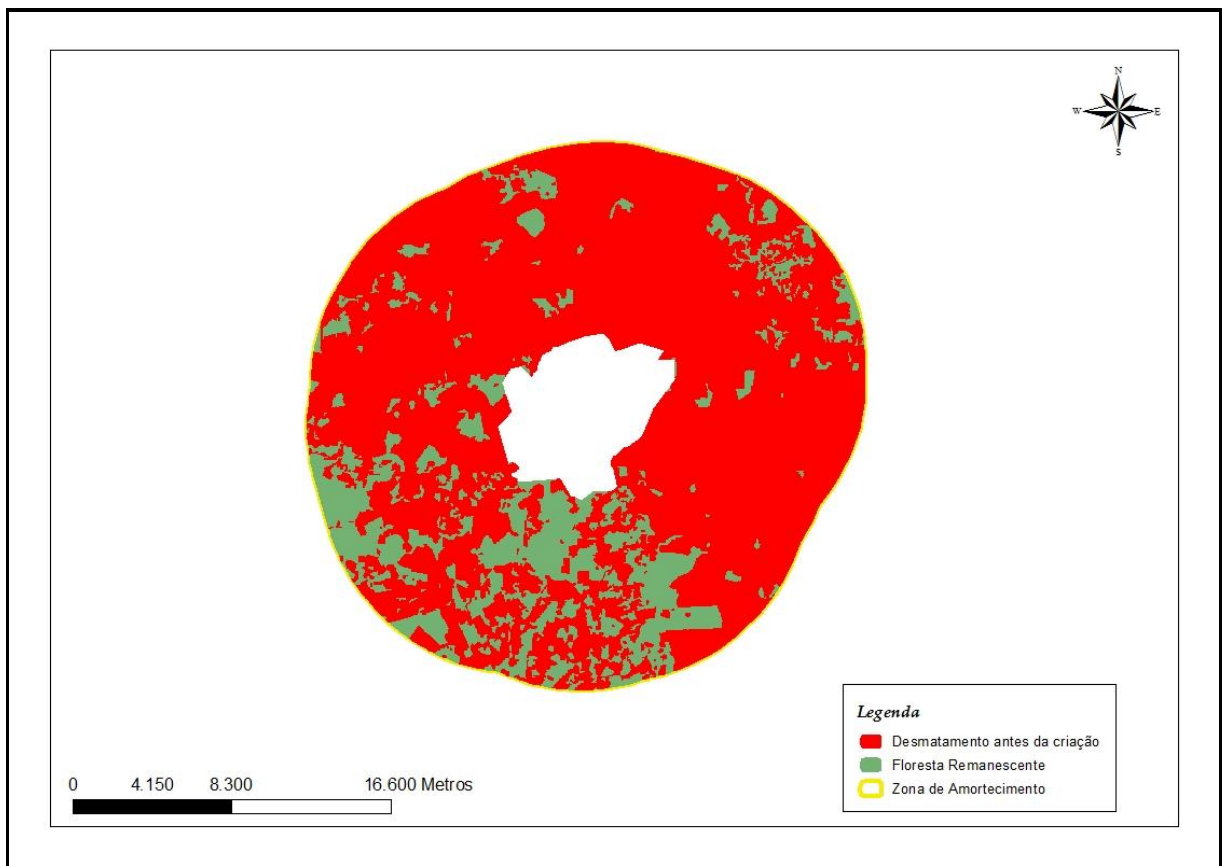 N
W E
S
Legenda
Desmatamento antes da criação
Floresta Remanescente
Zona de Amortecimento
0 4.150 8.300 16.600 Metros